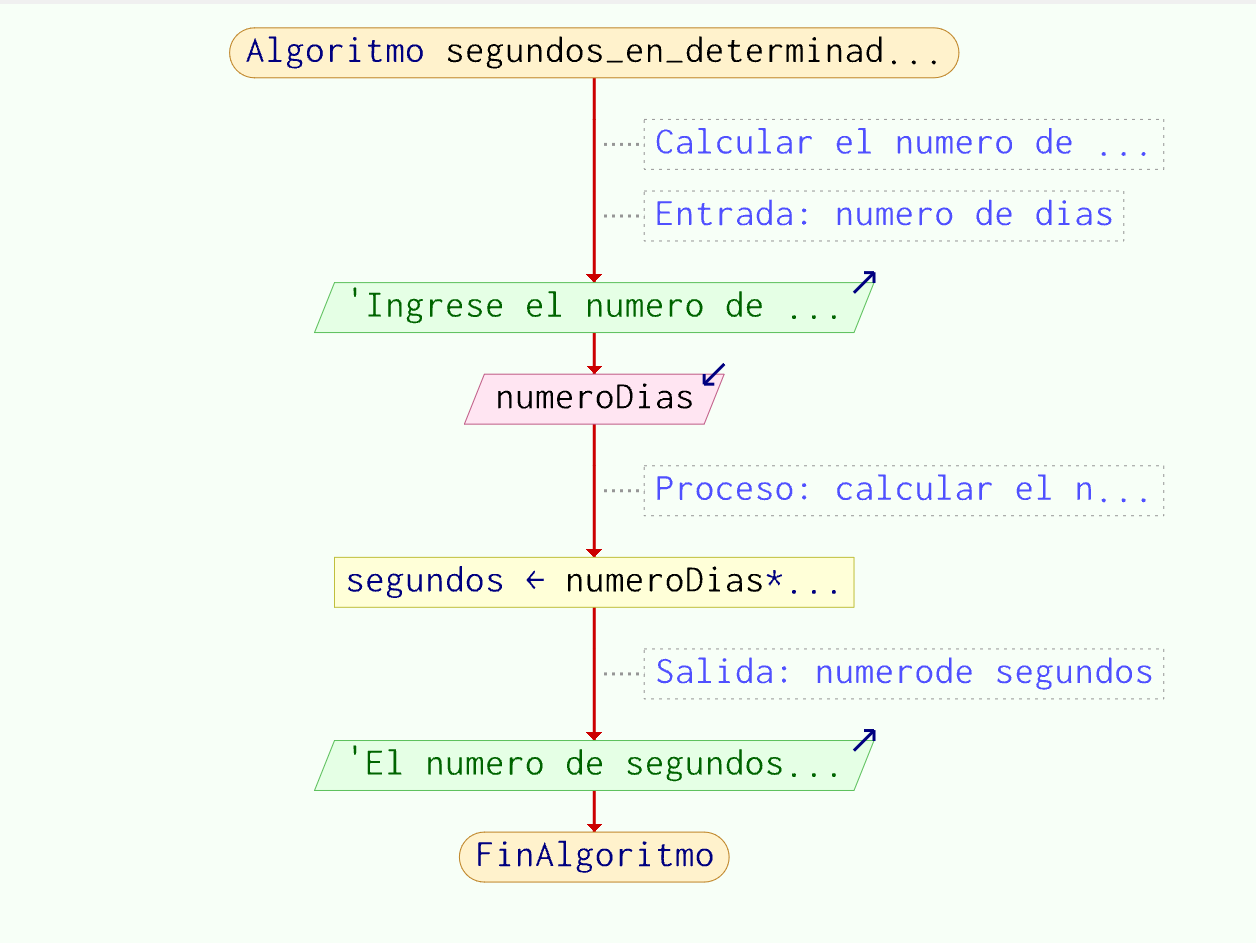 Algoritmo segundos_en_determinad...
Calcular el numero de ...
Entrada: numero de dias
'Ingrese el numero de ...
numeroDias
Proceso: calcular el n...
segundos ← numeroDias*...
Salida: numerode segundos
'El numero de segundos...
FinAlgoritmo